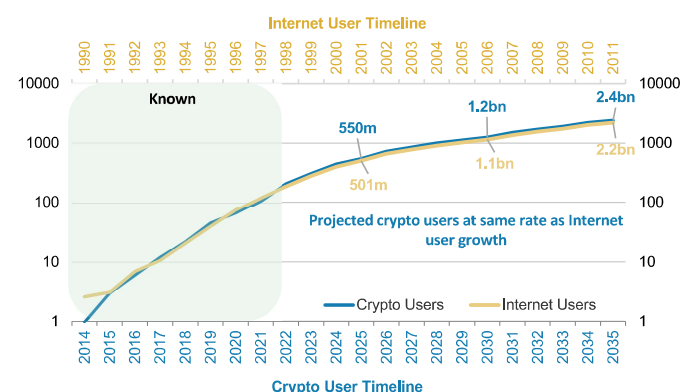 Internet User Timeline
1990 1991 1992 1993 1994 1995 1996 1997 1998 1999 2000 2001 2002 2003 2004 2005 2006 2007 2008 2009 2010 2011
10000 10000
Known
2.4bn
1.2bn
550m
1000 1000
1.1bn
2.2bn
501m
100 100
Projected crypto users at same rate as Internet
user growth
10 10
Crypto Users Internet Users
1 1
2014 2015 2016 2017 2018 2019 2020 2021 2022 2023 2024 2025 2026 2027 2028 2029 2030 2031 2032 2033 2034 2035
Crypto User Timeline